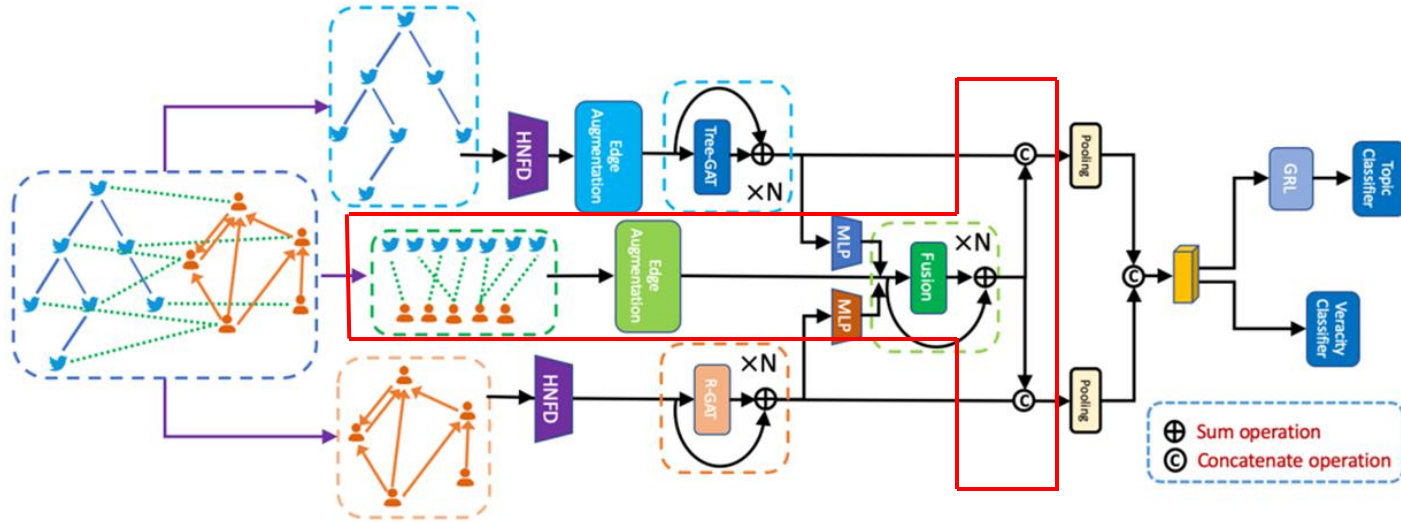 HNFD
Edge
Augmentation
Tree-GAT
×N
C
Pooling
GRL
Topic
Classifier
Edge
Augmentation
MLP
MLP
Fusion
×N
C
Veracity
Classifier
HNFD
R-GAT
×N
C
Pooling
Sum operation
C Concatenate operation